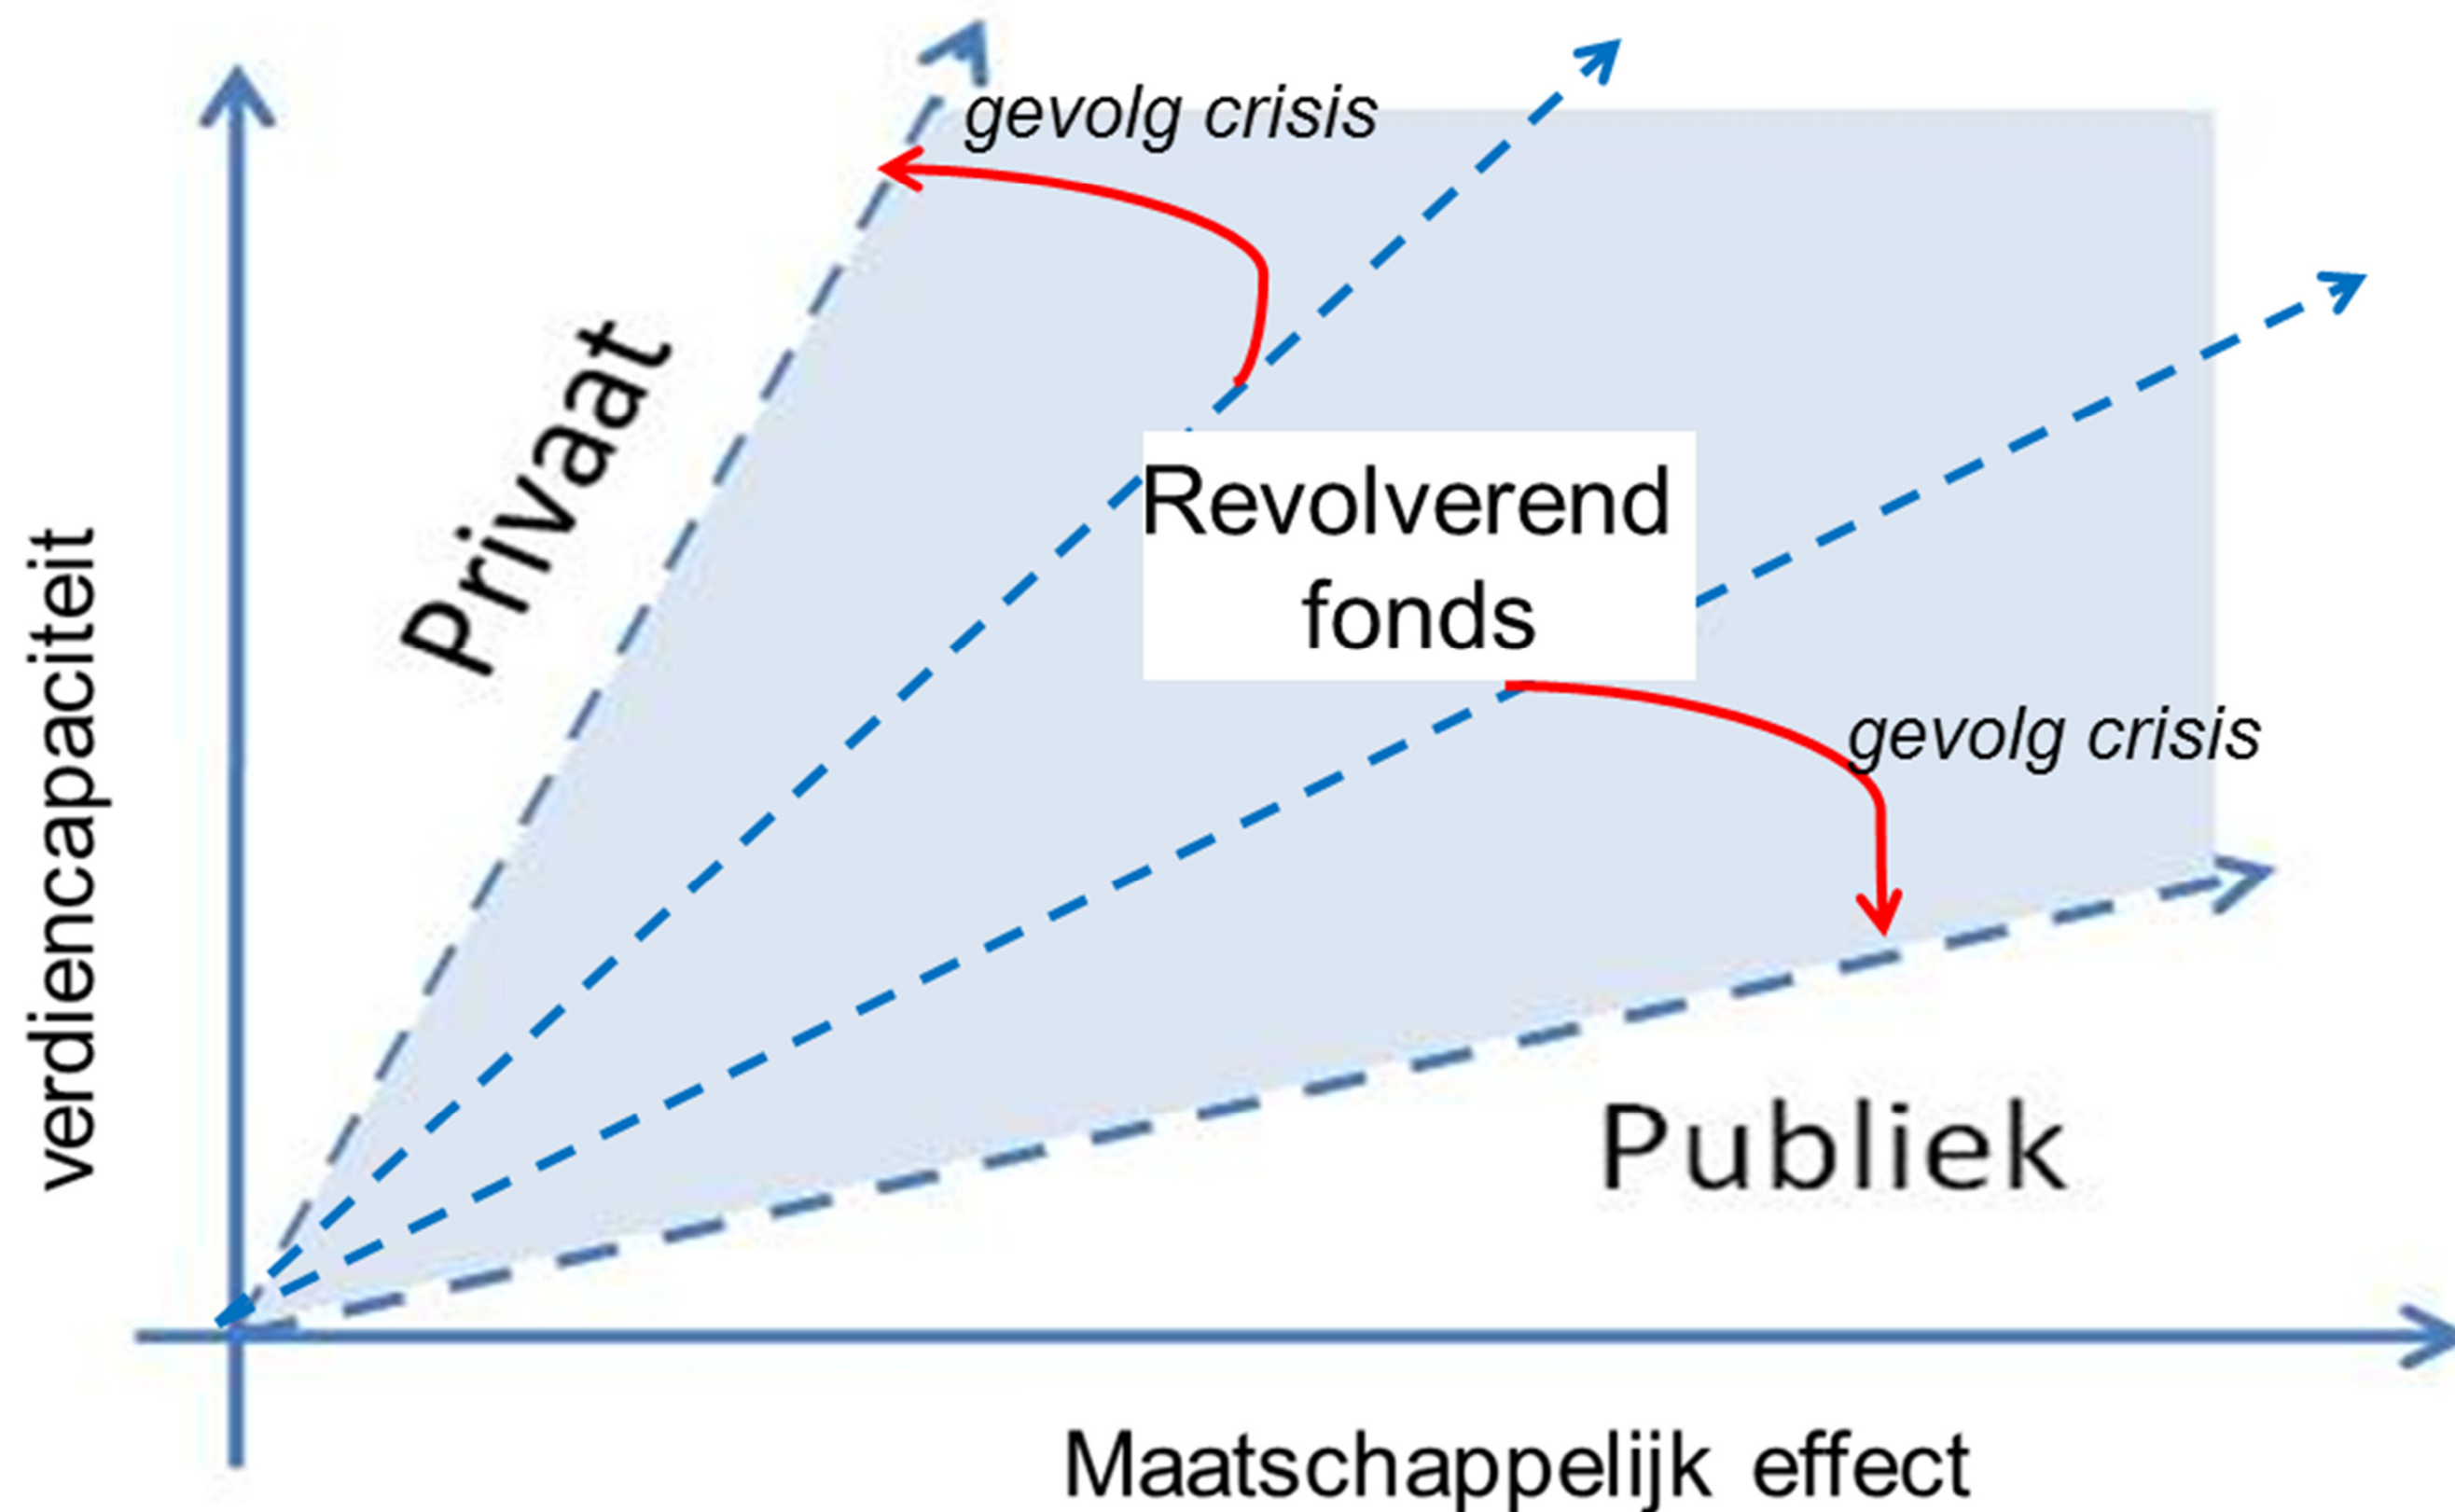 gevolg crisis
Privaat
Revolverend
fonds
verdiencapaciteit
gevolg crisis
Publiek
Maatschappelijk effect